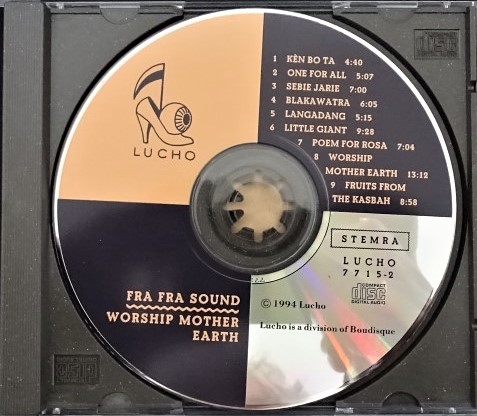 LUCHO
1 KÈN BO TA 4:40
2 ONE FOR ALL 5:07
3 SEBIE JARIE 7:00
4 BLAKAWATRA 6:05
5 LANGADANG 5:15
6 LITTLE GIANT 9:28
7 POEM FOR ROSA 7:04
8 WORSHIP
MOTHER EARTH 13:12
9 FRUITS FROM
THE KASBAH 8:58
STEMRA
LUCHO
7715-2
COMPACT
disc
DIGITAL AUDIO
FRA FRA SOUND
WORSHIP MOTHER
EARTH
© 1994 Lucho
Lucho is a division of Boudisque